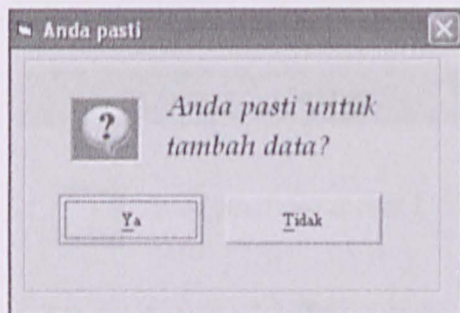 Anda pasti
?
Anda pasti untuk
tambah data?
Ya
Tidak